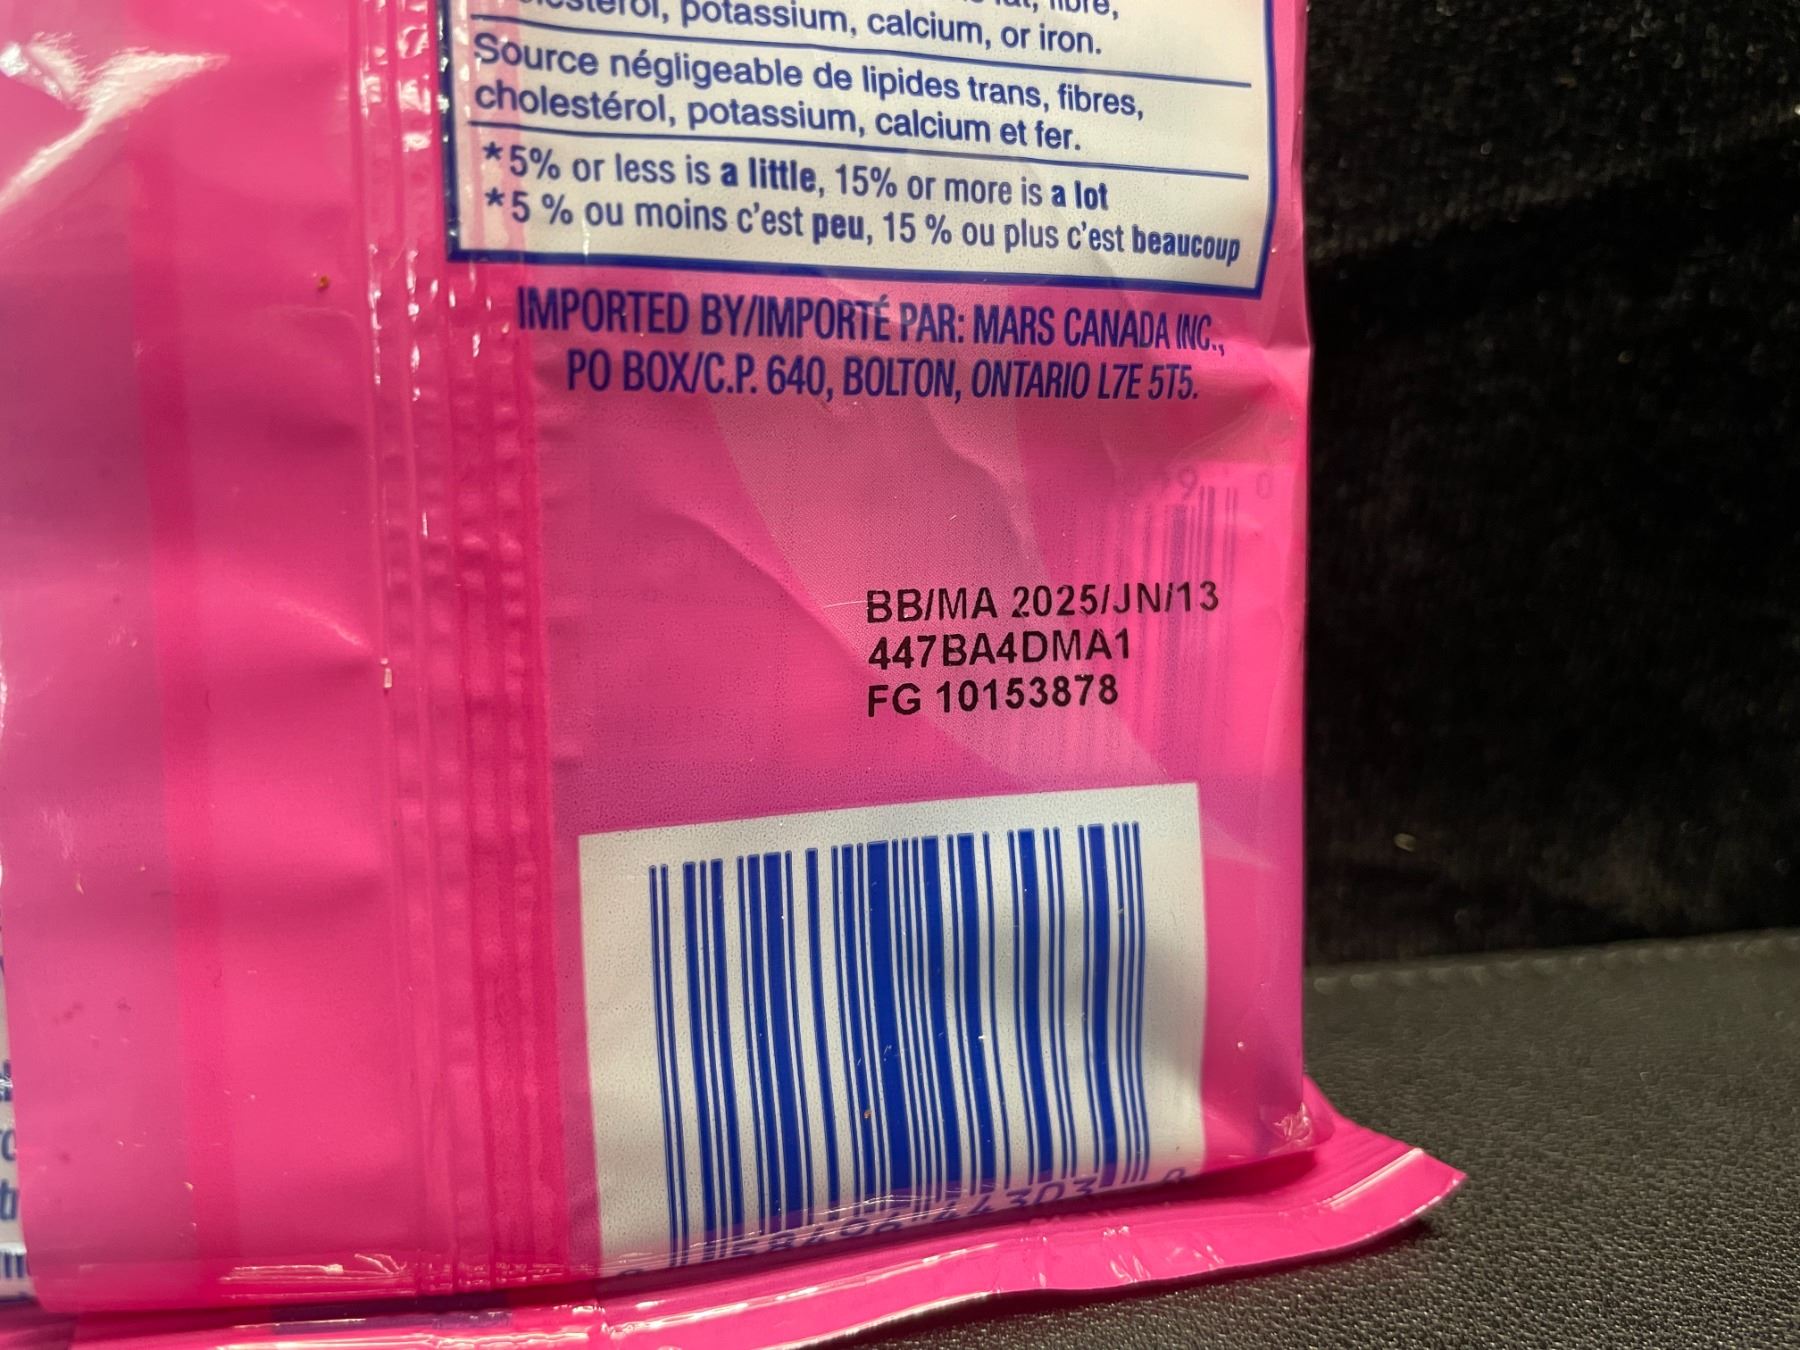 potassium, calcium, or iron.
Source négligeable de lipides trans, fibres,
cholestérol, potassium, calcium et fer.
*5% or less is a little, 15% or more is a lot
*5 % ou moins c'est peu, 15 % ou plus c'est beaucoup
IMPORTED BY/IMPORTÉ PAR: MARS CANADA INC.,
PO BOX/C.P. 640, BOLTON, ONTARIO L7E 5T5.
BB/MA 2025/JN/13
447BA4DMA1
FG 10153878